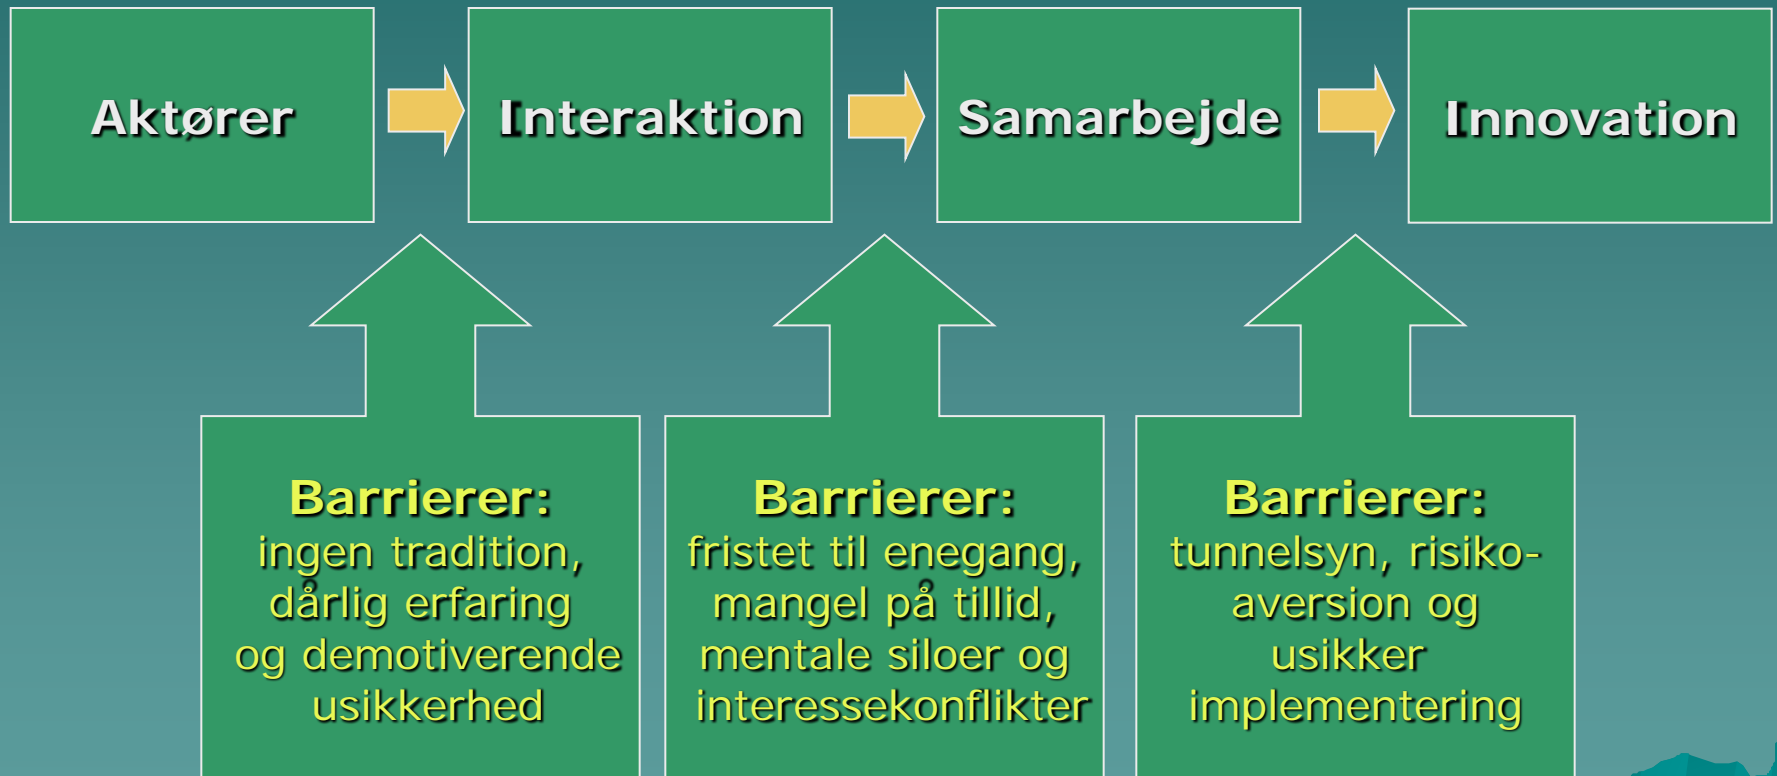 Aktører
Interaktion
Samarbejde
Innovation
Barrierer:
ingen tradition,
dårlig erfaring
og demotiverende
usikkerhed
Barrierer:
fristet til enegang,
mangel på tillid,
mentale siloer og
interessekonflikter
Barrierer:
tunnelsyn, risiko-
aversion og
usikker
implementering